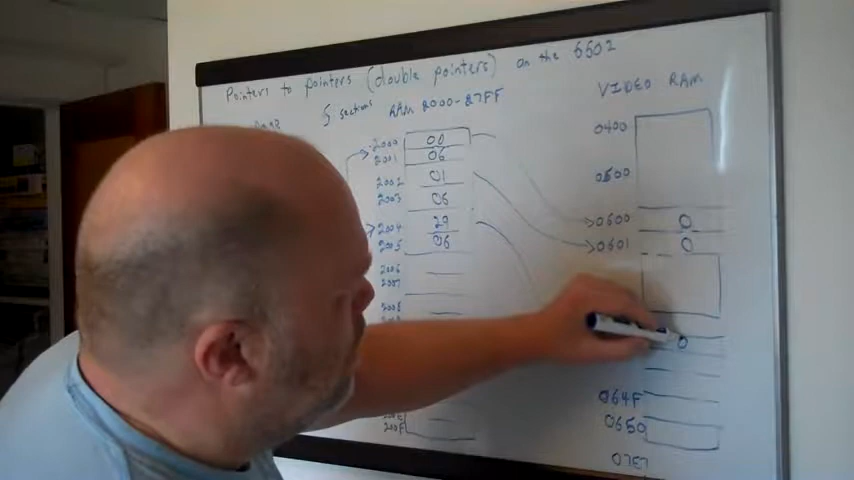 Pointers to pointers (double pointers) on the 6502
5 sections RAM 2000-27FF
VIDEO RAM
2000 00
2001 06
2002 01
2003 06
2004 29
2005 06
2006
2007
2008
200F
0400
0500
0600 0
0601 0
0
064F
0650
07E7